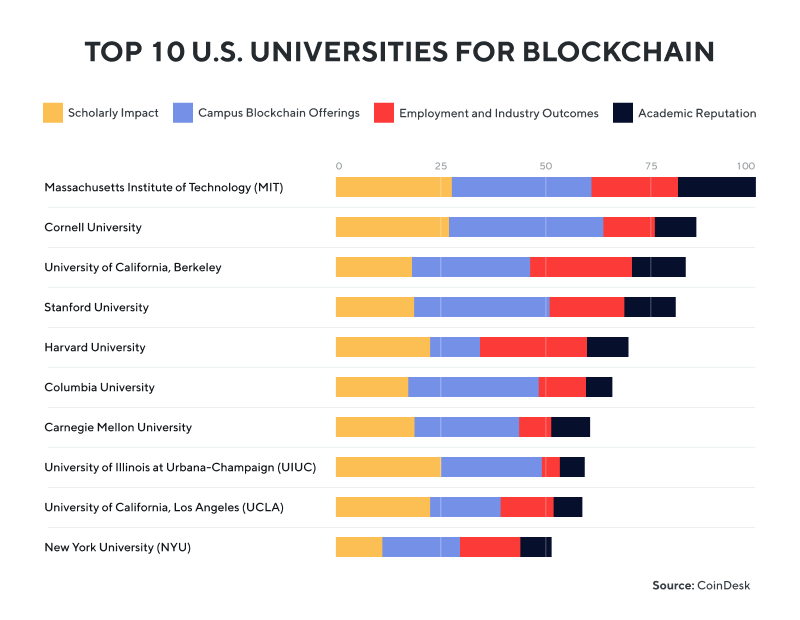 TOP 10 U.S. UNIVERSITIES FOR BLOCKCHAIN
Scholarly Impact Campus Blockchain Offerings Employment and Industry Outcomes Academic Reputation
0 25 50 75 100
Massachusetts Institute of Technology (MIT)
Cornell University
University of California, Berkeley
Stanford University
Harvard University
Columbia University
Carnegie Mellon University
University of Illinois at Urbana-Champaign (UIUC)
University of California, Los Angeles (UCLA)
New York University (NYU)
Source: CoinDesk